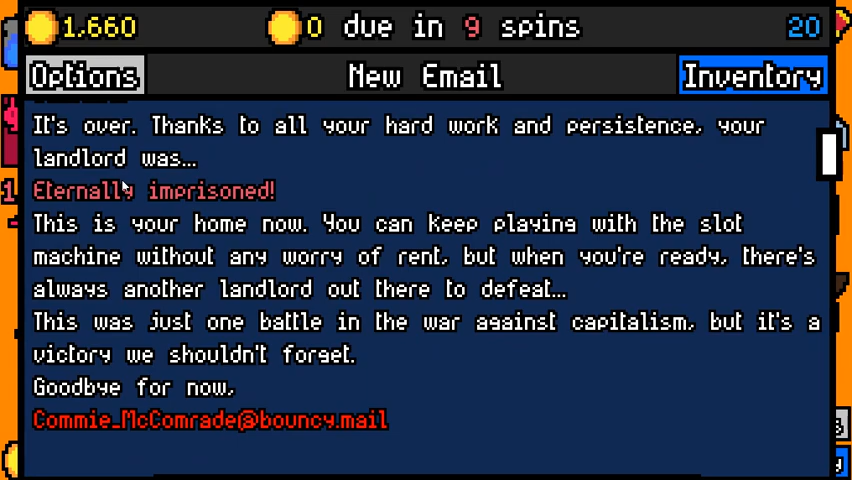 1,660 0 due in 9 spins 20
Options New Email Inventory
It's over. Thanks to all your hard work and persistence, your
landlord was...
Eternally imprisoned!
This is your home now. You can keep playing with the slot
machine without any worry of rent, but when you're ready, there's
always another landlord out there to defeat...
This was just one battle in the war against capitalism, but it's a
victory we shouldn't forget.
Goodbye for now,
Commie_McComrade@bouncy.mail